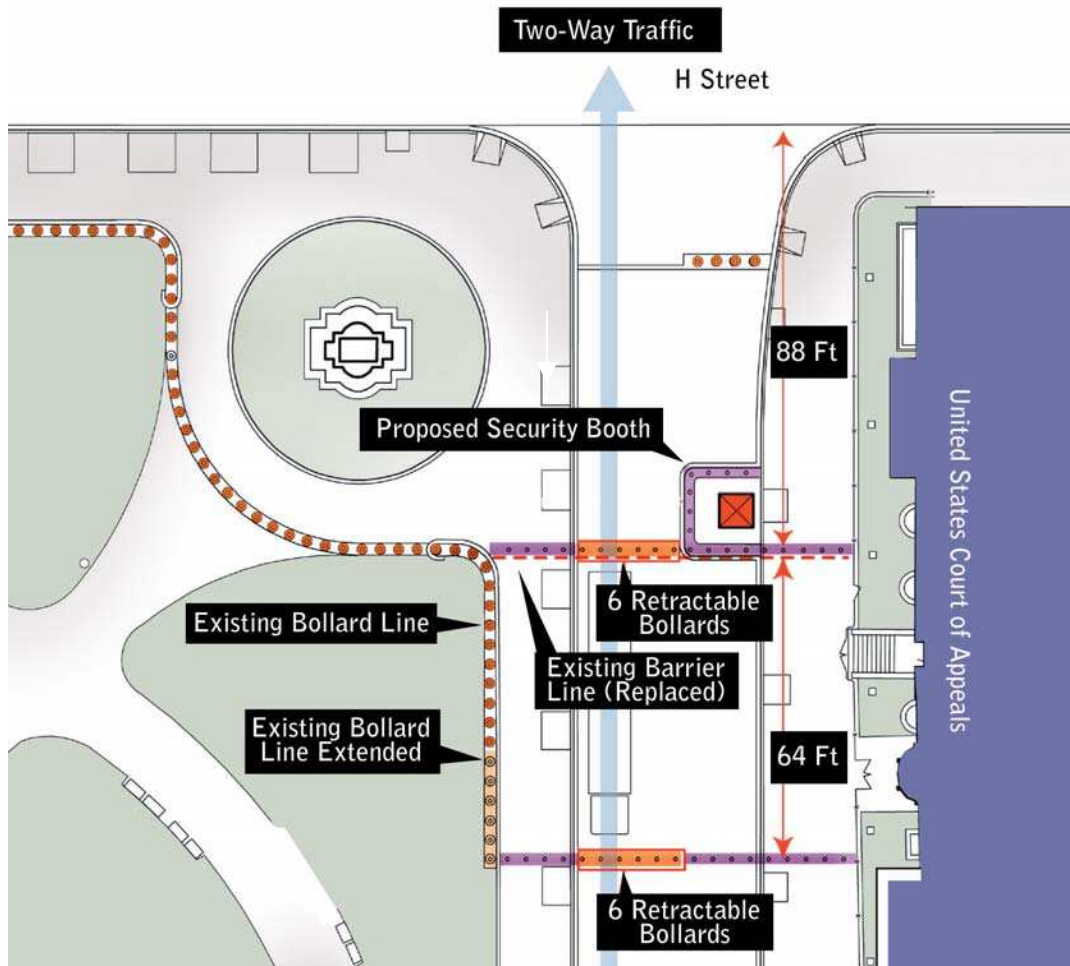 Two-Way Traffic
H Street
88 Ft
Proposed Security Booth
United States Court of Appeals
6 Retractable
Bollards
Existing Bollard Line
Existing Barrier
Line (Replaced)
Existing Bollard
Line Extended
64 Ft
6 Retractable
Bollards